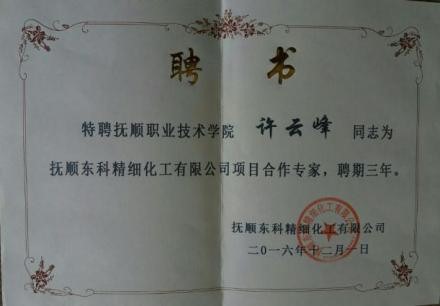 聘 书
特聘抚顺职业技术学院 许云峰 同志为
抚顺东科精细化工有限公司项目合作专家，聘期三年。
抚顺东科精细化工有限公司
二〇一六年十二月一日